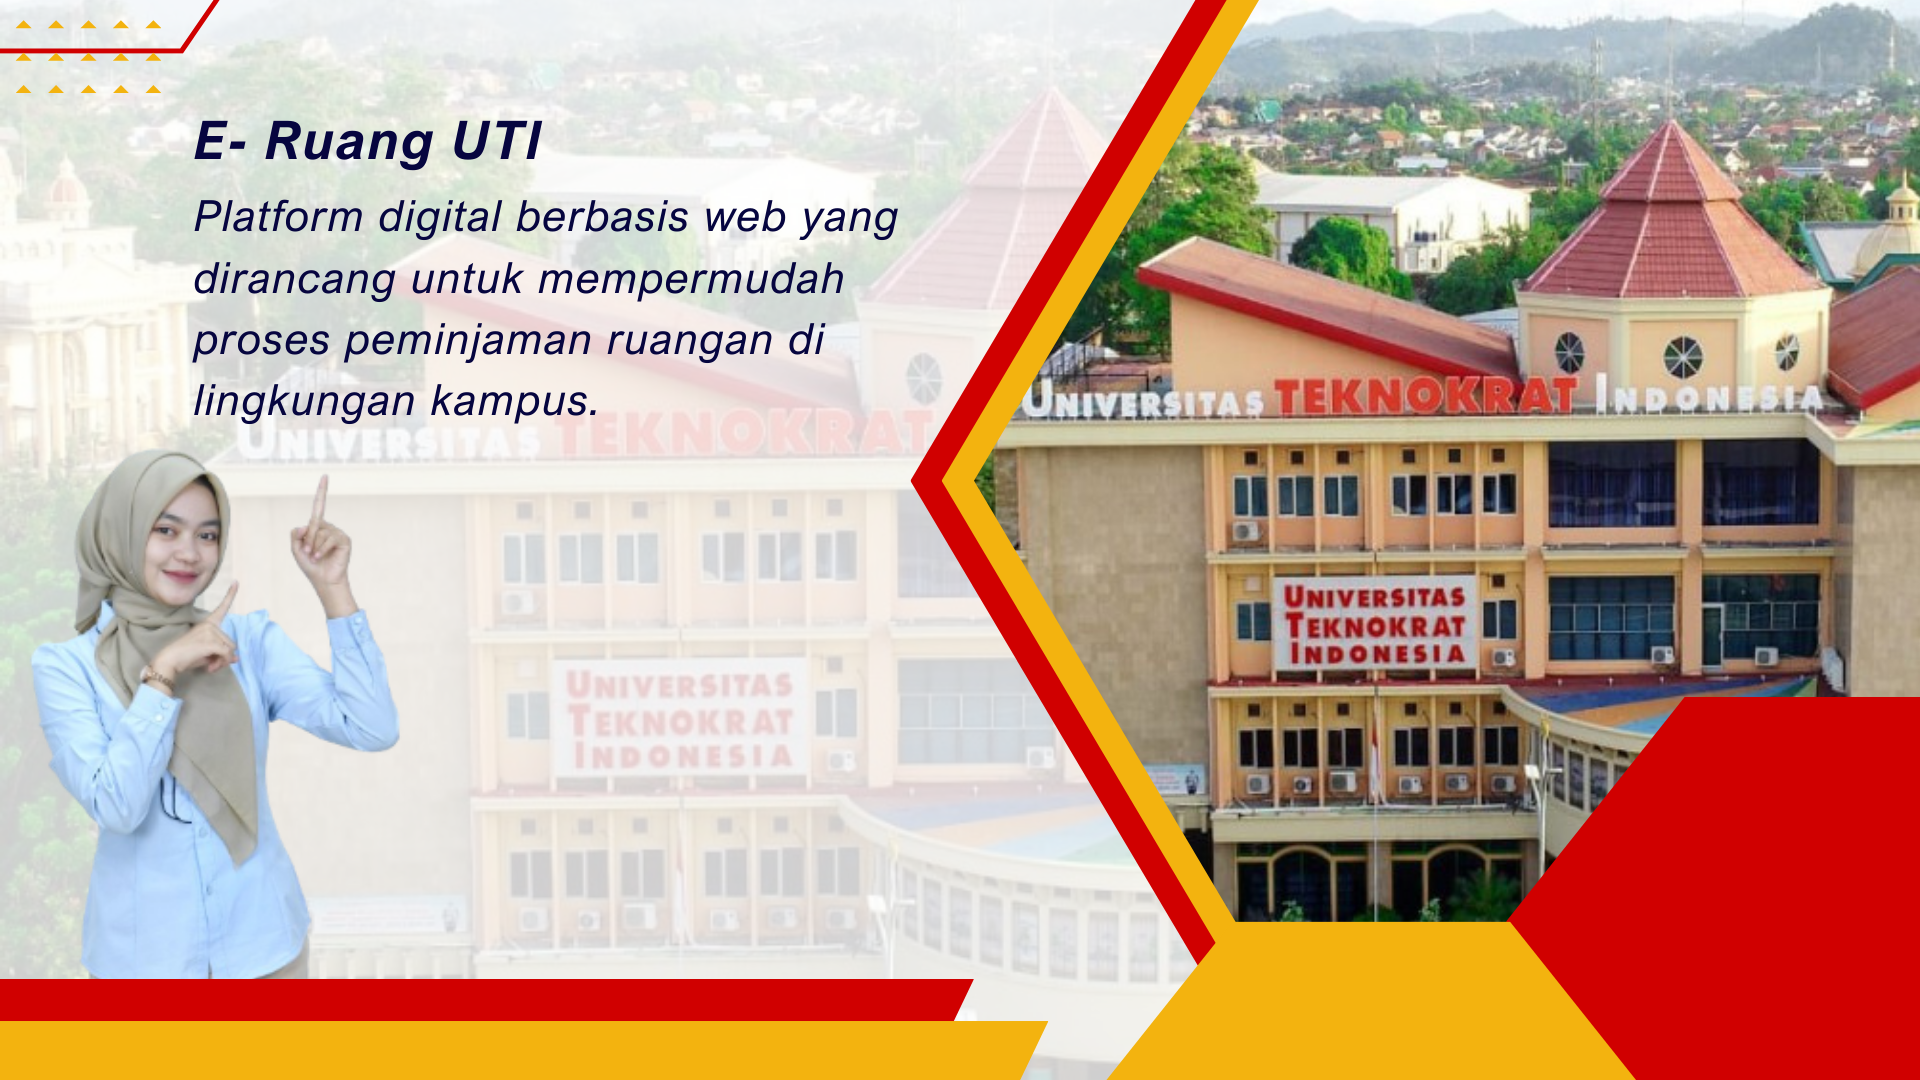 E- Ruang UTI
Platform digital berbasis web yang
dirancang untuk mempermudah
proses peminjaman ruangan di
lingkungan kampus.
UNIVERSITAS TEKNOKRAT
UNIVERSITAS
TEKNOKRAT
INDONESIA
UNIVERSITAS TEKNOKRAT INDONESIA
UNIVERSITAS
TEKNOKRAT
INDONESIA